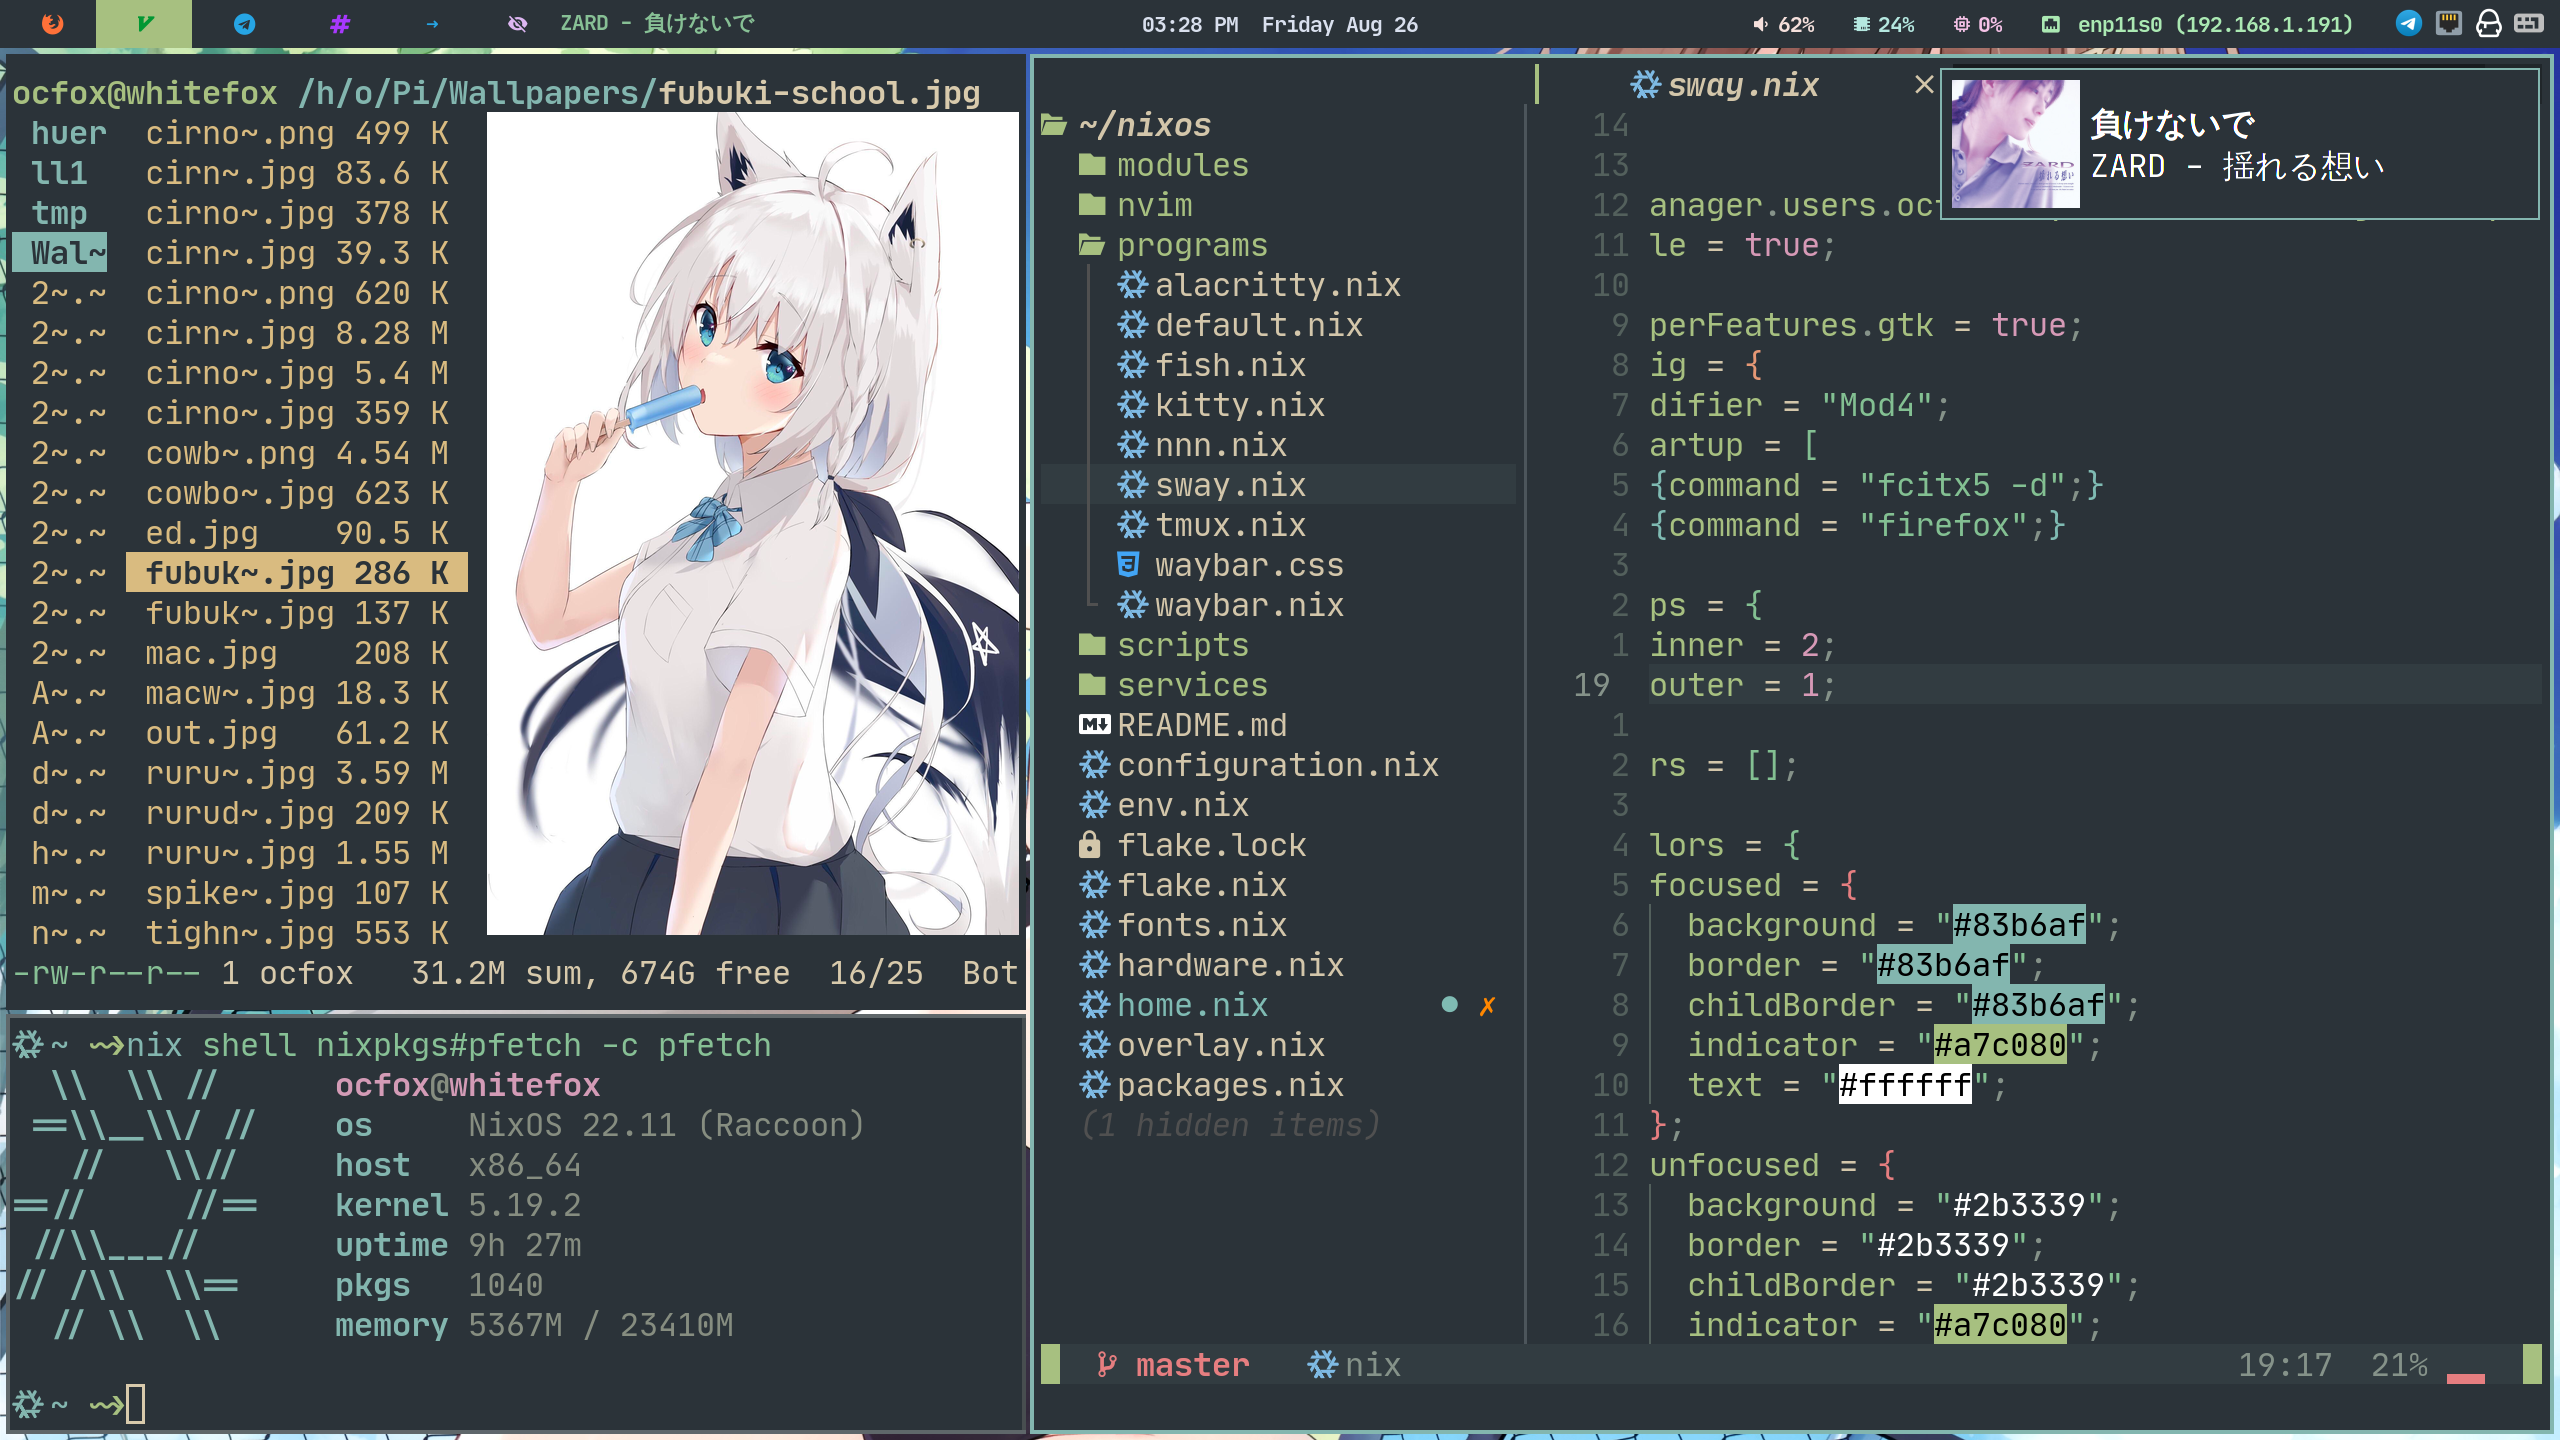 # → ZARD - 負けないで 03:28 PM Friday Aug 26 62% 24% 0% enp11s0 (192.168.1.191)
ocfox@whitefox /h/o/Pi/Wallpapers/fubuki-school.jpg
huer cirno~.png 499 K
ll1 cirn~.jpg 83.6 K
tmp cirno~.jpg 378 K
Wal~ cirn~.jpg 39.3 K
2~.~ cirno~.png 620 K
2~.~ cirn~.jpg 8.28 M
2~.~ cirno~.jpg 5.4 M
2~.~ cirno~.jpg 359 K
2~.~ cowb~.png 4.54 M
2~.~ cowbo~.jpg 623 K
2~.~ ed.jpg 90.5 K
2~.~ fubuk~.jpg 286 K
2~.~ fubuk~.jpg 137 K
2~.~ mac.jpg 208 K
A~.~ macw~.jpg 18.3 K
A~.~ out.jpg 61.2 K
d~.~ ruru~.jpg 3.59 M
d~.~ rurud~.jpg 209 K
h~.~ ruru~.jpg 1.55 M
m~.~ spike~.jpg 107 K
n~.~ tighn~.jpg 553 K
-rw-r--r-- 1 ocfox 31.2M sum, 674G free 16/25 Bot
~ nix shell nixpkgs#pfetch -c pfetch
ocfox@whitefox
os NixOS 22.11 (Raccoon)
host x86_64
kernel 5.19.2
uptime 9h 27m
pkgs 1040
memory 5367M / 23410M
~
~/nixos
modules
nvim
programs
alacritty.nix
default.nix
fish.nix
kitty.nix
nnn.nix
sway.nix
tmux.nix
waybar.css
waybar.nix
scripts
services
README.md
configuration.nix
env.nix
flake.lock
flake.nix
fonts.nix
hardware.nix
home.nix ● ✗
overlay.nix
packages.nix
(1 hidden items)
sway.nix ×
負けないで
ZARD - 揺れる想い
14
13
12 anager.users.oc
11 le = true;
10
9 perFeatures.gtk = true;
8 ig = {
7 difier = "Mod4";
6 artup = [
5 {command = "fcitx5 -d";}
4 {command = "firefox";}
3
2 ps = {
1 inner = 2;
19 outer = 1;
1
2 rs = [];
3
4 lors = {
5 focused = {
6 background = "#83b6af";
7 border = "#83b6af";
8 childBorder = "#83b6af";
9 indicator = "#a7c080";
10 text = "#ffffff";
11 };
12 unfocused = {
13 background = "#2b3339";
14 border = "#2b3339";
15 childBorder = "#2b3339";
16 indicator = "#a7c080";
master nix 19:17 21%